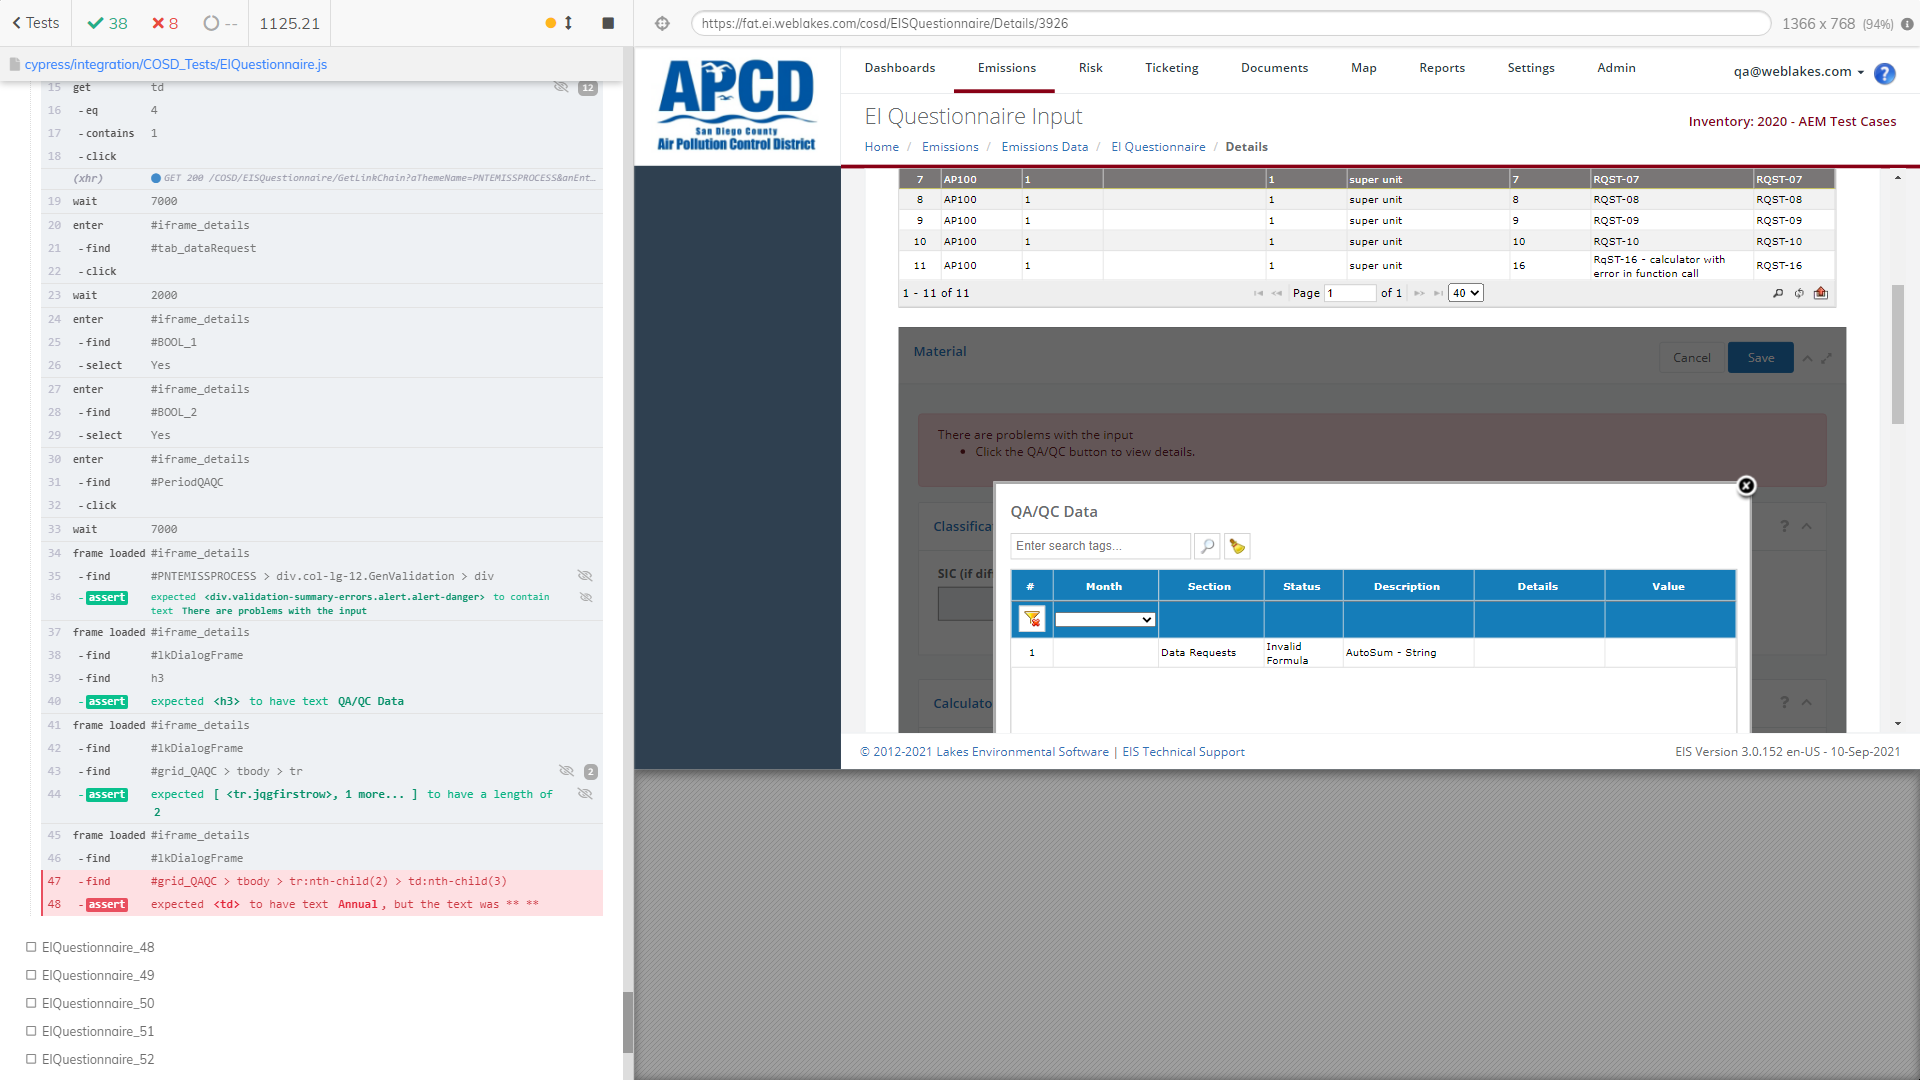 Tests
38
8
--
1125.21
https://fat.ei.weblakes.com/cosd/EISQuestionnaire/Details/3926
1366 x 768 (94%)
cypress/integration/COSD_Tests/EIQuestionnaire.js
15 get td 12
16 -eq 4
17 -contains 1
18 -click
(xhr) GET 200 /COSD/EISQuestionnaire/GetLinkChain?aThemeName=PNTEMISSPROCESS&anEnt...
19 wait 7000
20 enter #iframe_details
21 -find #tab_dataRequest
22 -click
23 wait 2000
24 enter #iframe_details
25 -find #BOOL_1
26 -select Yes
27 enter #iframe_details
28 -find #BOOL_2
29 -select Yes
30 enter #iframe_details
31 -find #PeriodQAQC
32 -click
33 wait 7000
34 frame loaded #iframe_details
35 -find #PNTEMISSPROCESS > div.col-lg-12.GenValidation > div
36 -assert expected <div.validation-summary-errors.alert.alert-danger> to contain
text There are problems with the input
37 frame loaded #iframe_details
38 -find #lkDialogFrame
39 -find h3
40 -assert expected <h3> to have text QA/QC Data
41 frame loaded #iframe_details
42 -find #lkDialogFrame
43 -find #grid_QAQC > tbody > tr 2
44 -assert expected [ <tr.jqgfirstrow>, 1 more... ] to have a length of
2
45 frame loaded #iframe_details
46 -find #lkDialogFrame
47 -find #grid_QAQC > tbody > tr:nth-child(2) > td:nth-child(3)
48 -assert expected <td> to have text Annual, but the text was ** **
EIQuestionnaire_48
EIQuestionnaire_49
EIQuestionnaire_50
EIQuestionnaire_51
EIQuestionnaire_52
APCD
San Diego County
Air Pollution Control District
Dashboards Emissions Risk Ticketing Documents Map Reports Settings Admin
qa@weblakes.com ?
EI Questionnaire Input
Inventory: 2020 - AEM Test Cases
Home / Emissions / Emissions Data / EI Questionnaire / Details
7 AP100 1 1 super unit 7 RQST-07 RQST-07
8 AP100 1 1 super unit 8 RQST-08 RQST-08
9 AP100 1 1 super unit 9 RQST-09 RQST-09
10 AP100 1 1 super unit 10 RQST-10 RQST-10
11 AP100 1 1 super unit 16 RqST-16 - calculator with error in function call RQST-16
1 - 11 of 11 Page 1 of 1 40
Material Cancel Save
There are problems with the input
• Click the QA/QC button to view details.
Classifica ?
SIC (if dif
Calculato ?
QA/QC Data
Enter search tags...
# Month Section Status Description Details Value
1 Data Requests Invalid Formula AutoSum - String
© 2012-2021 Lakes Environmental Software | EIS Technical Support
EIS Version 3.0.152 en-US - 10-Sep-2021